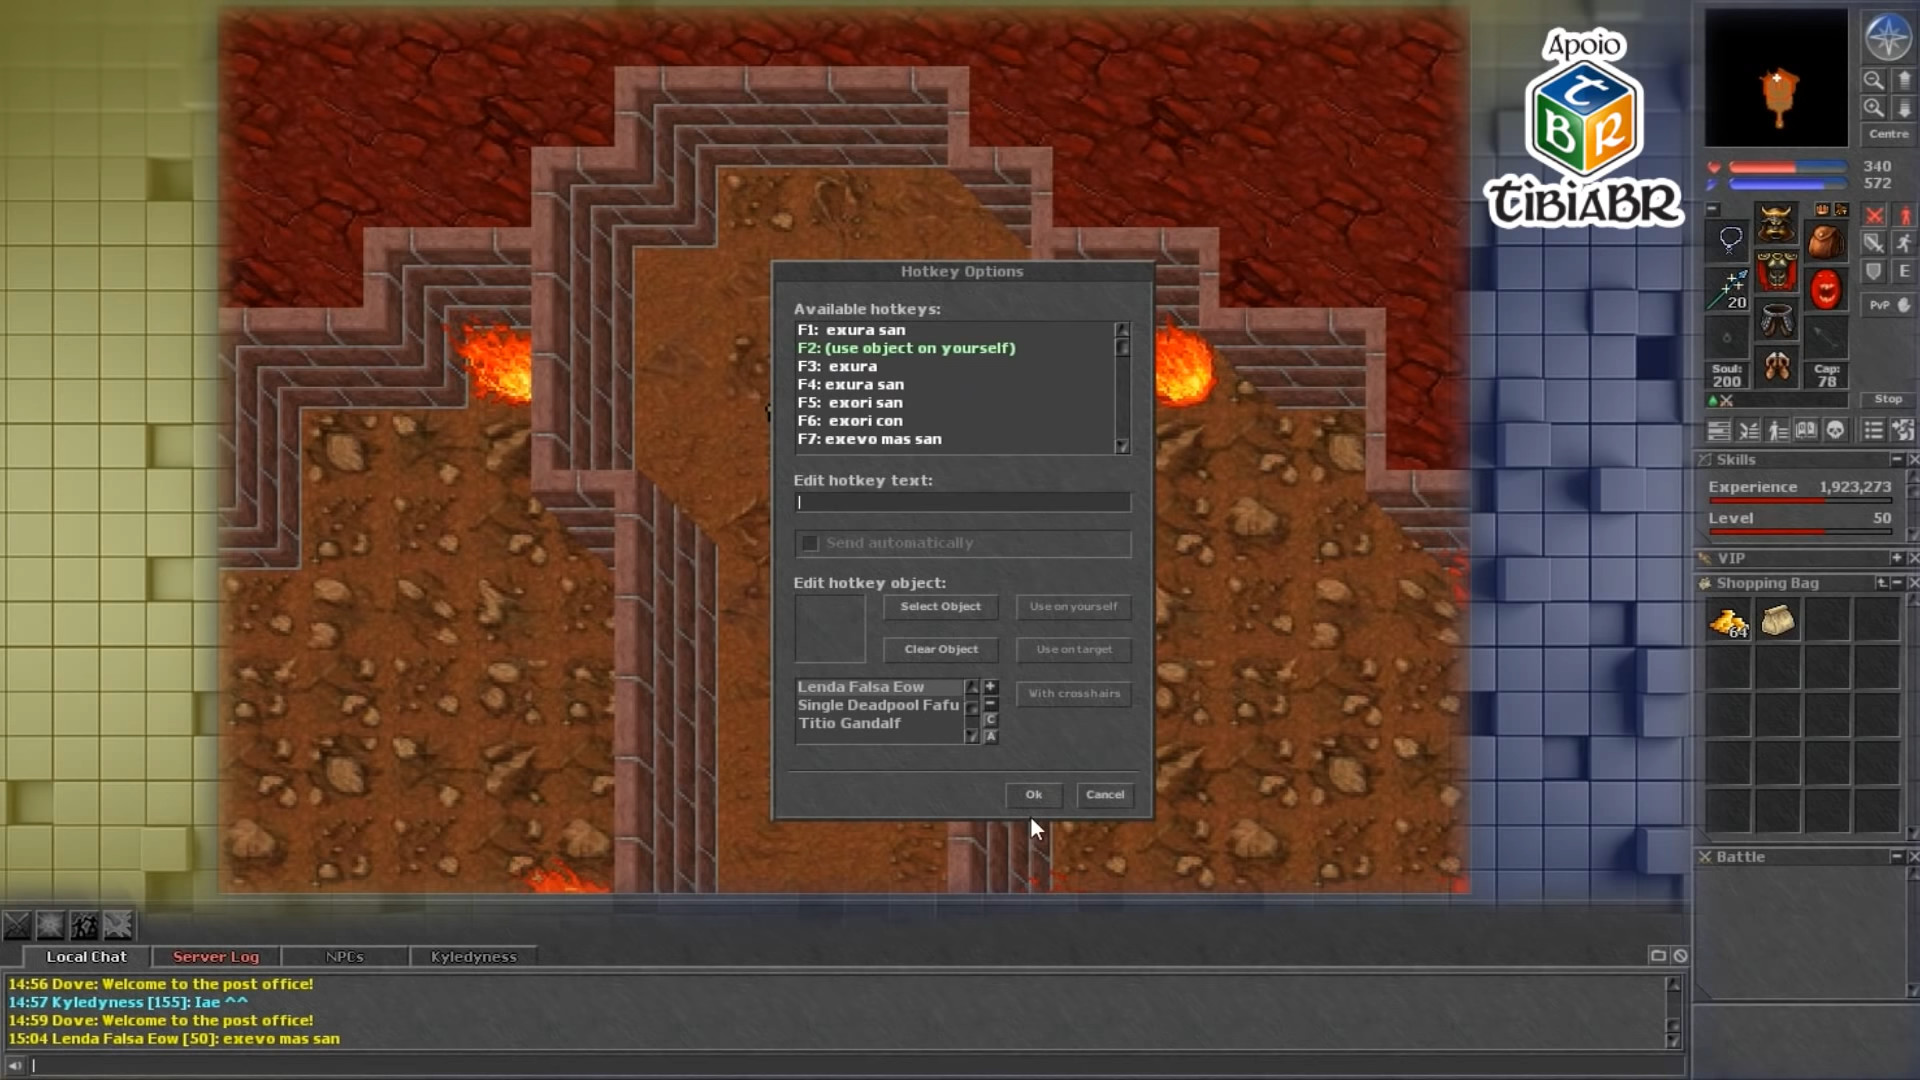 Apoio
T
B R
TIBIABR
Centre
340
572
20
PvP
Soul:
200
Cap:
78
Stop
Hotkey Options
Available hotkeys:
F1: exura san
F2: (use object on yourself)
F3: exura
F4: exura san
F5: exori san
F6: exori con
F7: exevo mas san
Edit hotkey text:
Send automatically
Edit hotkey object:
Select Object
Use on yourself
Clear Object
Use on target
Lenda Falsa Eow
Single Deadpool Fafu
Titio Gandalf
With crosshairs
C
A
Ok
Cancel
Skills
Experience 1,923,273
Level 50
VIP
Shopping Bag
64
Battle
Local Chat
Server Log
NPCs
Kyledyness
14:56 Dove: Welcome to the post office!
14:57 Kyledyness [155]: Iae ^^
14:59 Dove: Welcome to the post office!
15:04 Lenda Falsa Eow [50]: exevo mas san